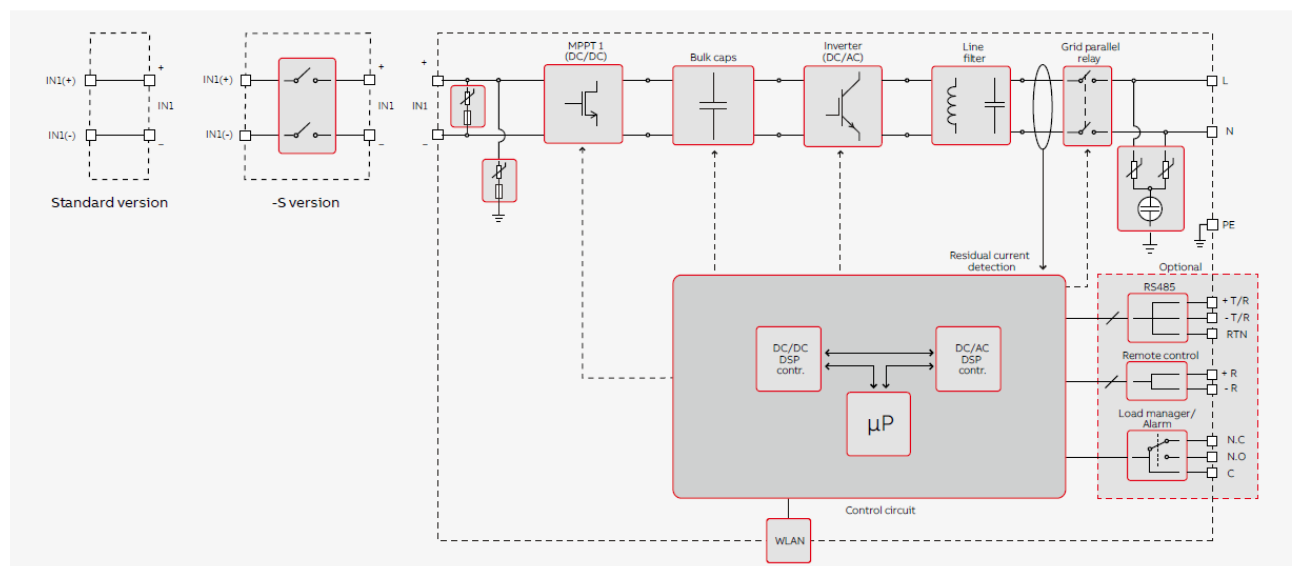 IN1(+)
+
IN1
IN1(-)
–
Standard version
IN1(+)
+
IN1
IN1(-)
–
-S version
+
IN1
–
MPPT 1
(DC/DC)
Bulk caps
Inverter
(DC/AC)
Line
filter
Grid parallel
relay
L
N
PE
Residual current
detection
Optional
RS485
+ T/R
- T/R
RTN
Remote control
+ R
- R
Load manager/
Alarm
N.C
N.O
C
DC/DC
DSP
contr.
DC/AC
DSP
contr.
μP
Control circuit
WLAN